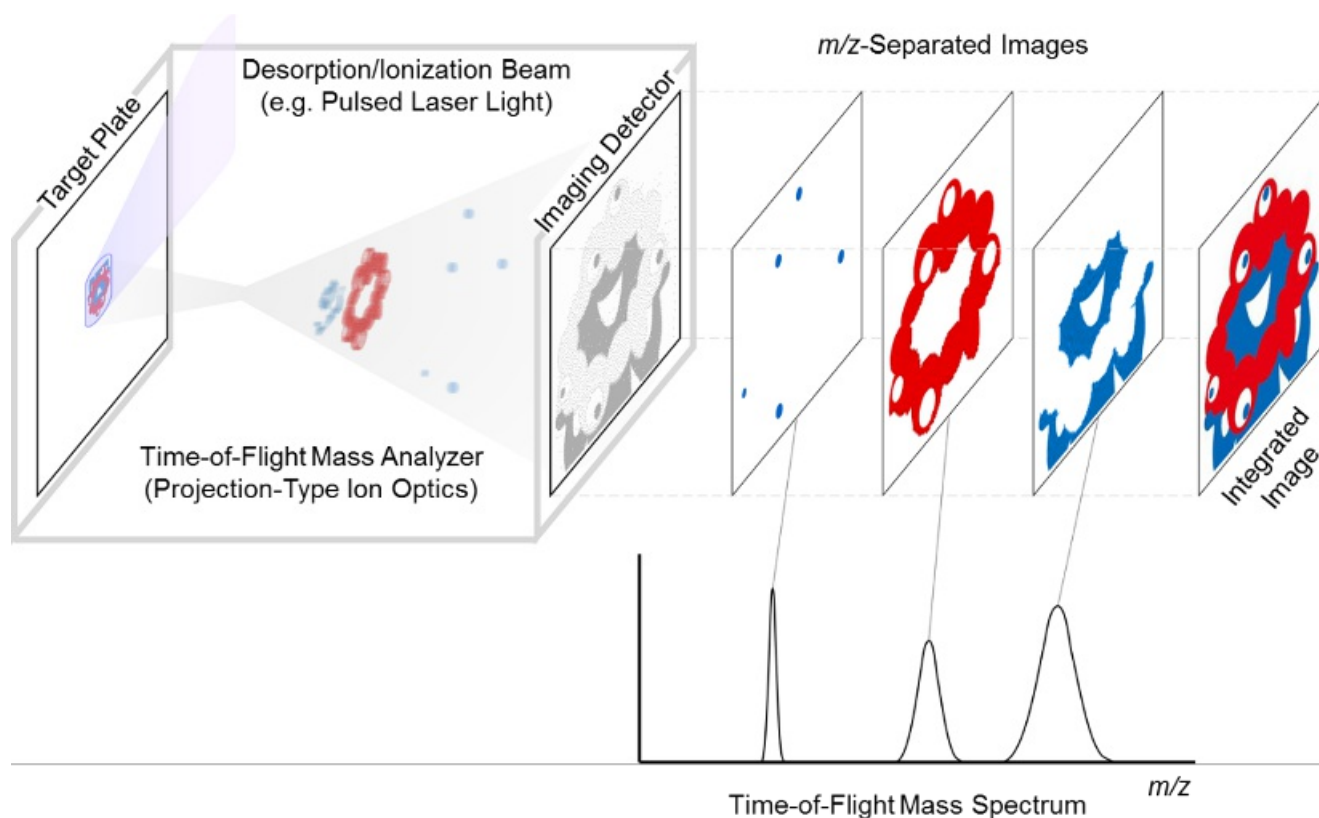 m/z-Separated Images
Desorption/Ionization Beam
(e.g. Pulsed Laser Light)
Target Plate
Imaging Detector
Time-of-Flight Mass Analyzer
(Projection-Type Ion Optics)
Integrated
Image
m/z
Time-of-Flight Mass Spectrum